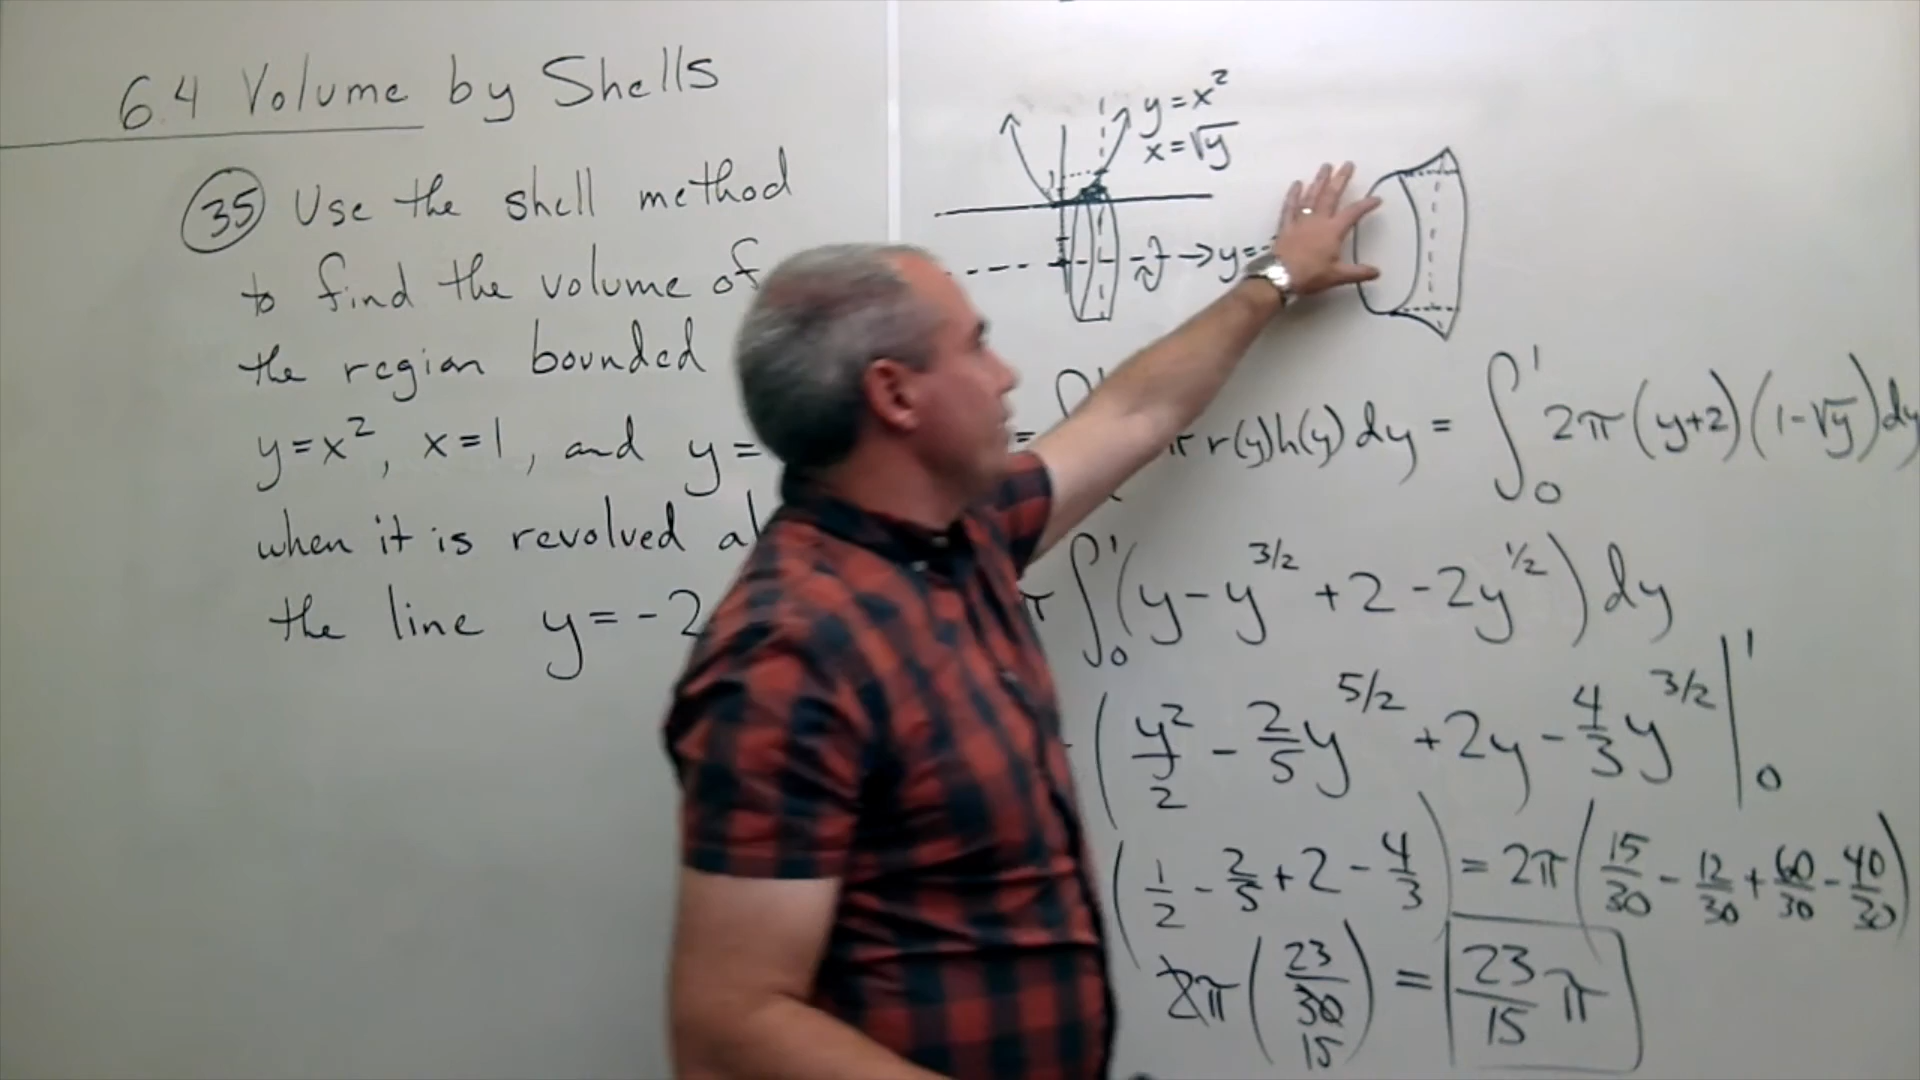 6.4 Volume by Shells
35 Use the shell method
to find the volume of
the region bounded
y=x², x=1, and y=
when it is revolved a
the line y=-2
y=x²
x=√y
→y=-
= ∫ π r(y)h(y)dy = ∫₀¹ 2π(y+2)(1-√y)dy
π ∫₀¹ (y-y^{3/2}+2-2y^{1/2}) dy
(y²/2 - 2/5 y^{5/2} + 2y - 4/3 y^{3/2} |₀¹
(1/2 - 2/5 + 2 - 4/3) = 2π(15/30 - 12/30 + 60/30 - 40/30)
2π(23/30 15) = 23/15 π